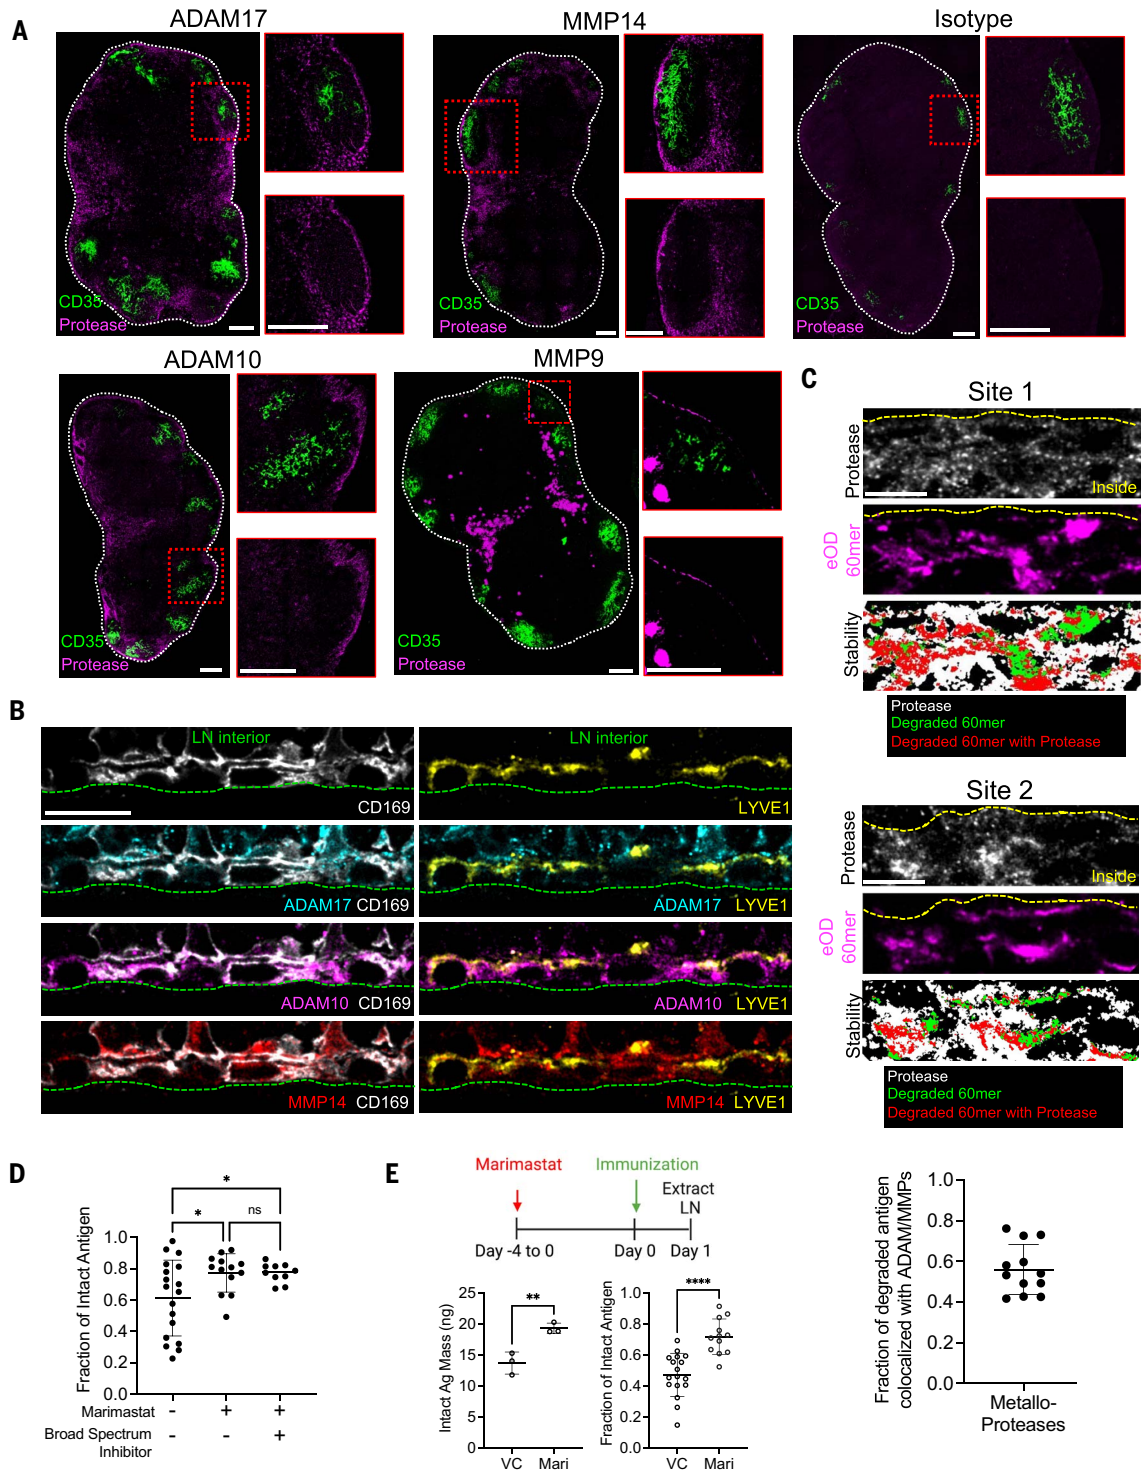 A
ADAM17
MMP14
Isotype
CD35
Protease
CD35
Protease
CD35
Protease
ADAM10
MMP9
CD35
Protease
CD35
Protease
B
LN interior
LN interior
CD169
LYVE1
ADAM17 CD169
ADAM17 LYVE1
ADAM10 CD169
ADAM10 LYVE1
MMP14 CD169
MMP14 LYVE1
C
Site 1
Protease
Inside
eOD
60mer
Stability
Protease
Degraded 60mer
Degraded 60mer with Protease
Site 2
Protease
Inside
eOD
60mer
Stability
Protease
Degraded 60mer
Degraded 60mer with Protease
Fraction of degraded antigen
colocalized with ADAM/MMPs
1.0
0.8
0.6
0.4
0.2
0.0
Metallo-
Proteases
D
*
*
ns
Fraction of Intact Antigen
1.0
0.8
0.6
0.4
0.2
0.0
Marimastat - + +
Broad Spectrum - - +
Inhibitor
E
Marimastat
Immunization
Extract
LN
Day -4 to 0
Day 0
Day 1
Intact Ag Mass (ng)
25
20
15
10
5
0
**
VC Mari
Fraction of Intact Antigen
1.0
0.8
0.6
0.4
0.2
0.0
****
VC Mari